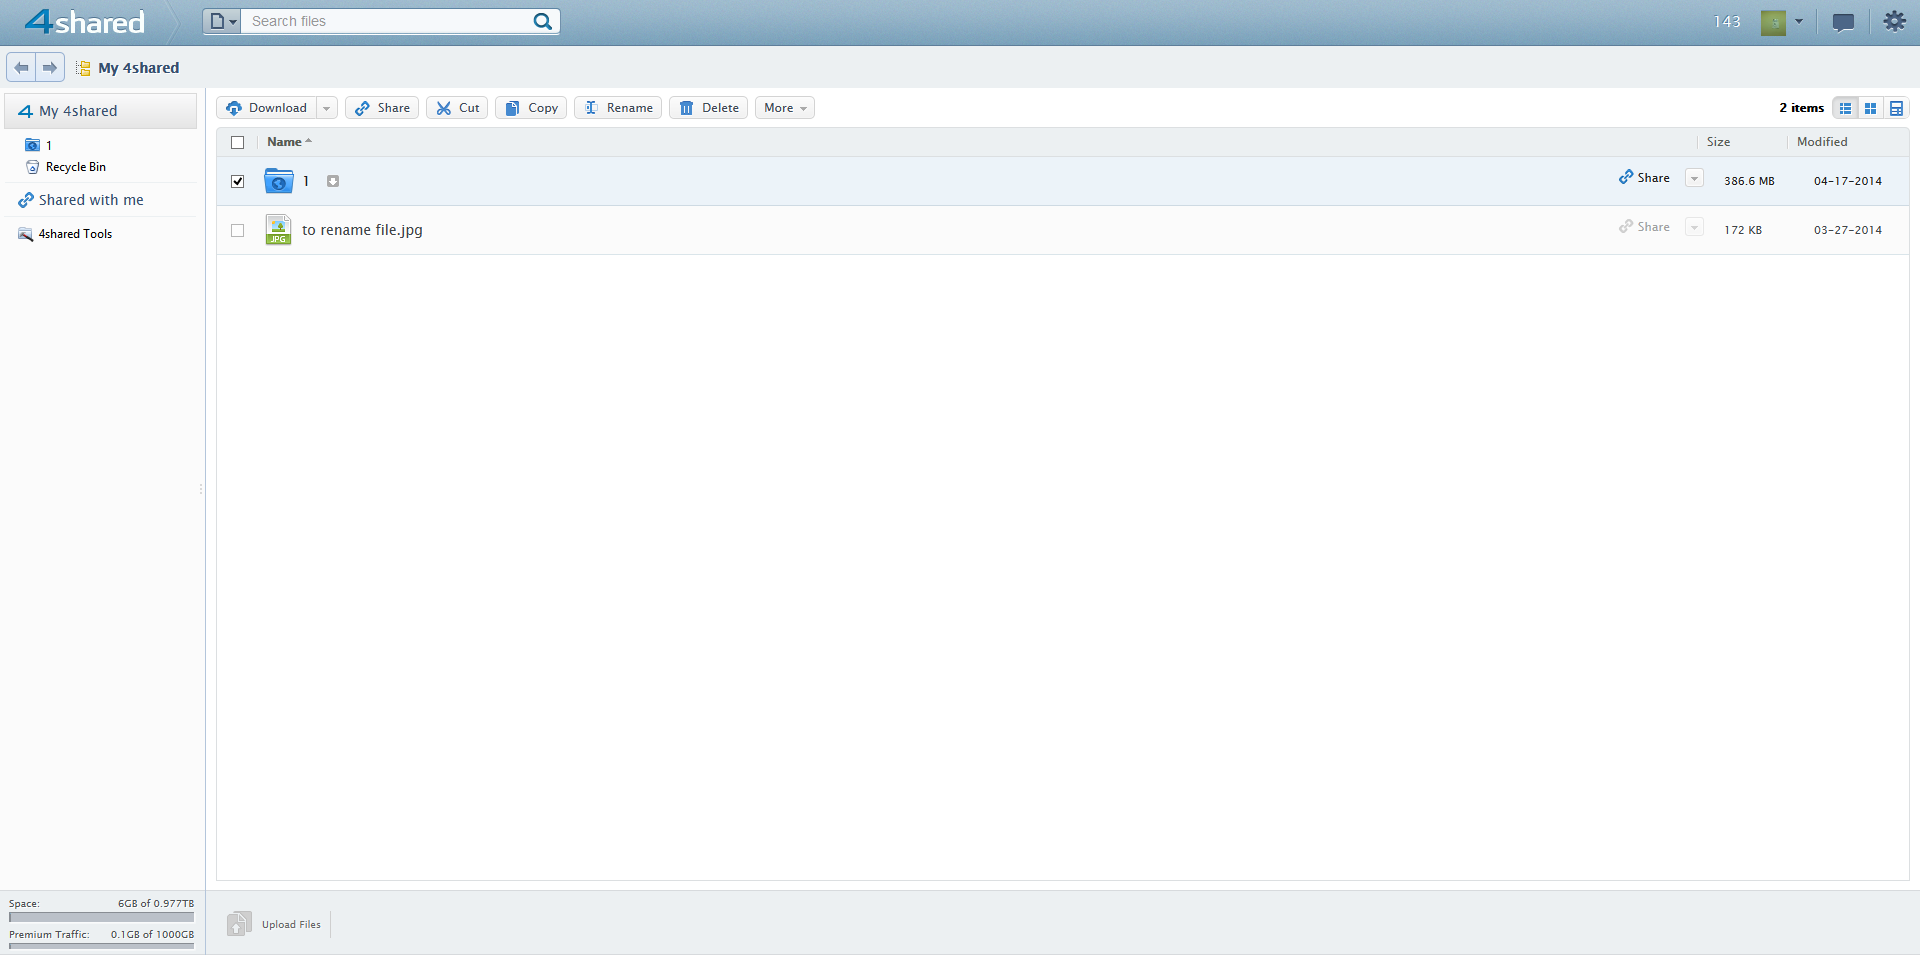 4shared
Search files
143
My 4shared
My 4shared
1
Recycle Bin
Shared with me
4shared Tools
Download Share Cut Copy Rename Delete More
2 items
Name Size Modified
1 Share 386.6 MB 04-17-2014
JPG to rename file.jpg Share 172 KB 03-27-2014
Space: 6GB of 0.977TB
Premium Traffic: 0.1GB of 1000GB
Upload Files